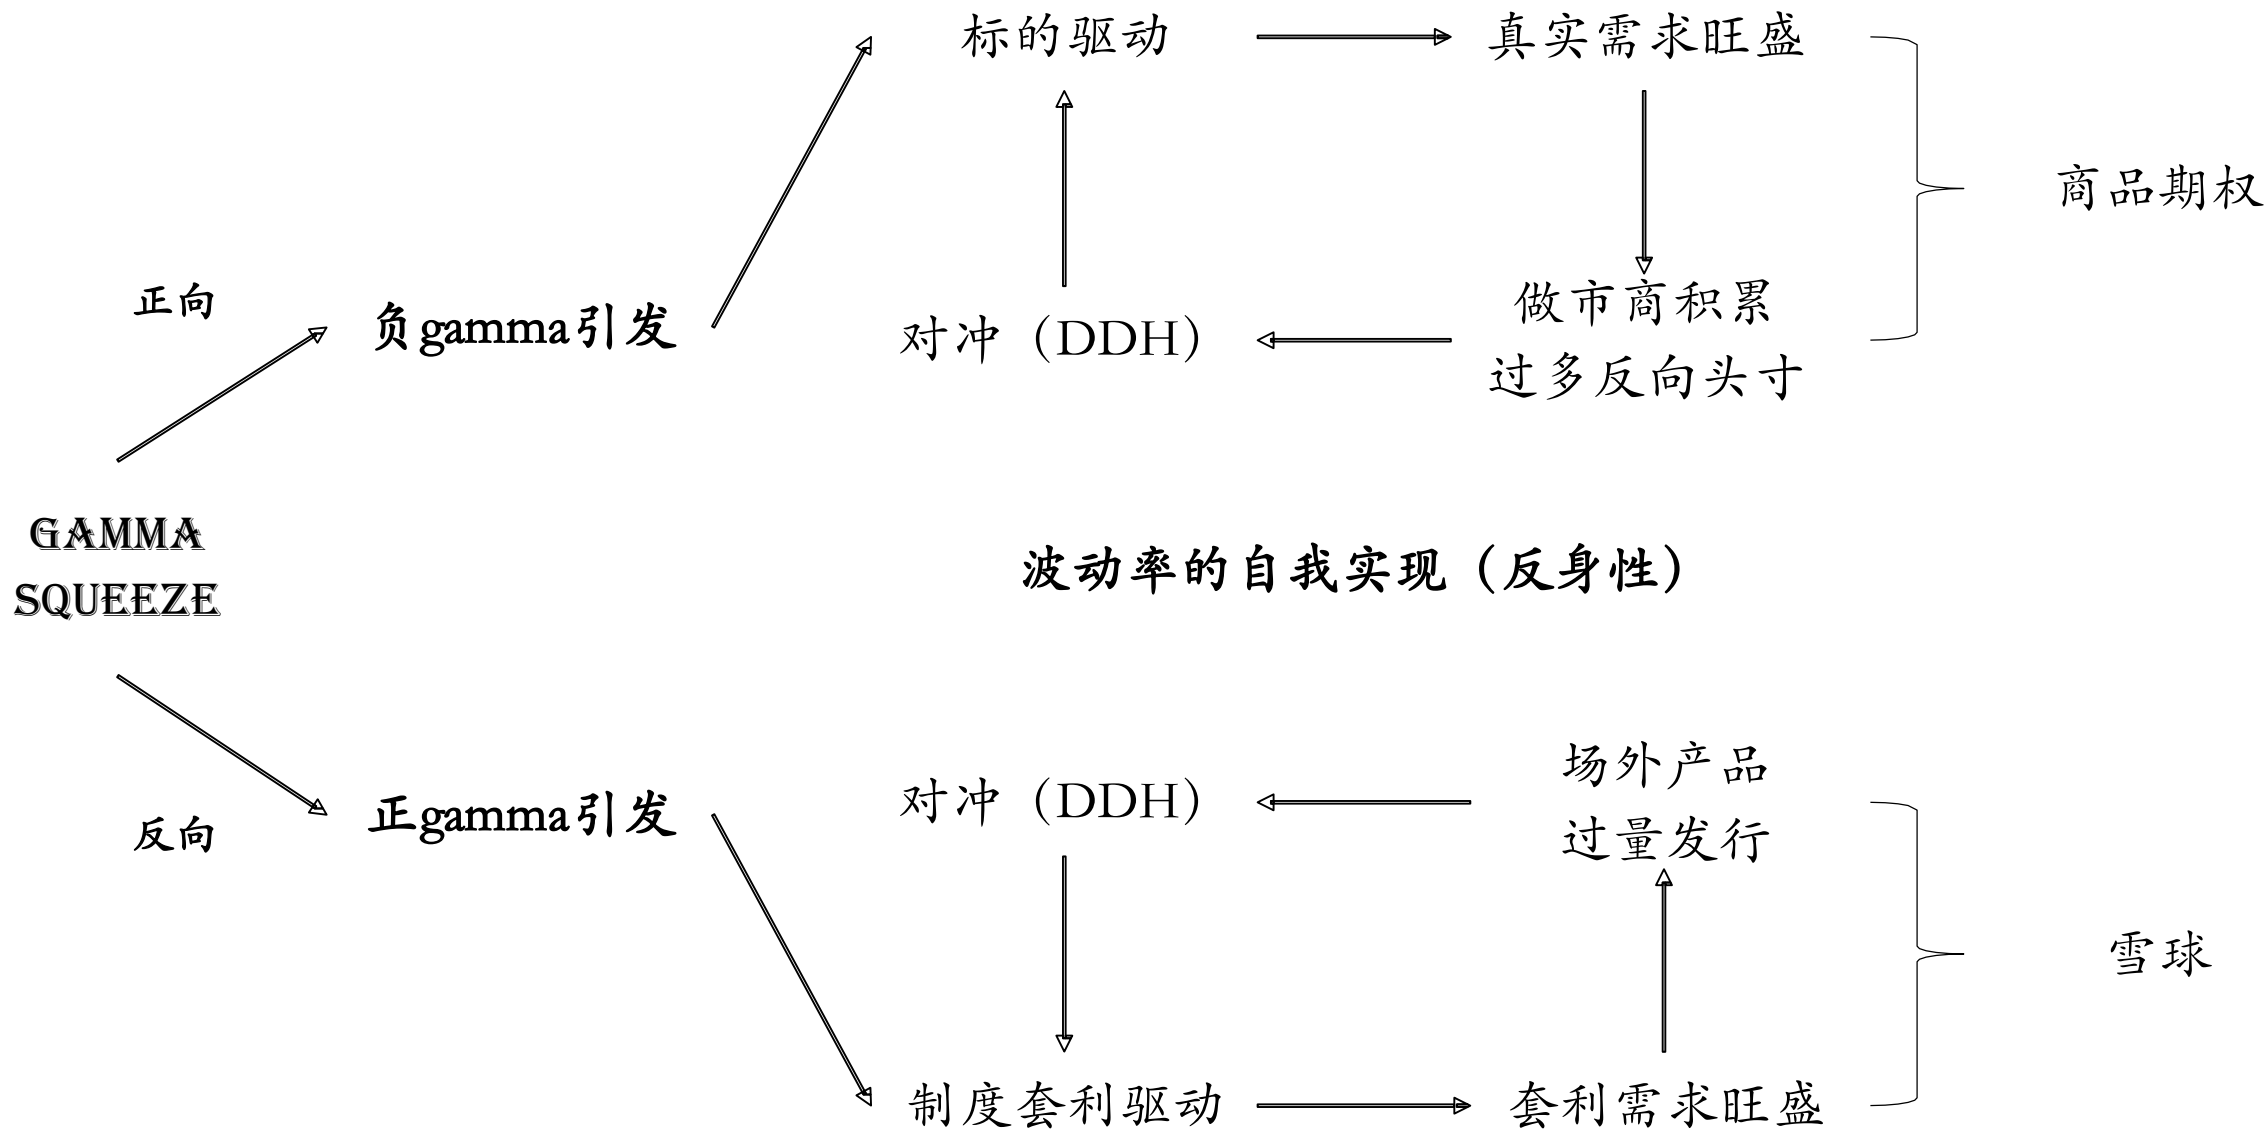 标的驱动
真实需求旺盛
商品期权
正向
负gamma引发
对冲（DDH）
做市商积累
过多反向头寸
GAMMA
SQUEEZE
波动率的自我实现（反身性）
反向
正gamma引发
对冲（DDH）
场外产品
过量发行
雪球
制度套利驱动
套利需求旺盛